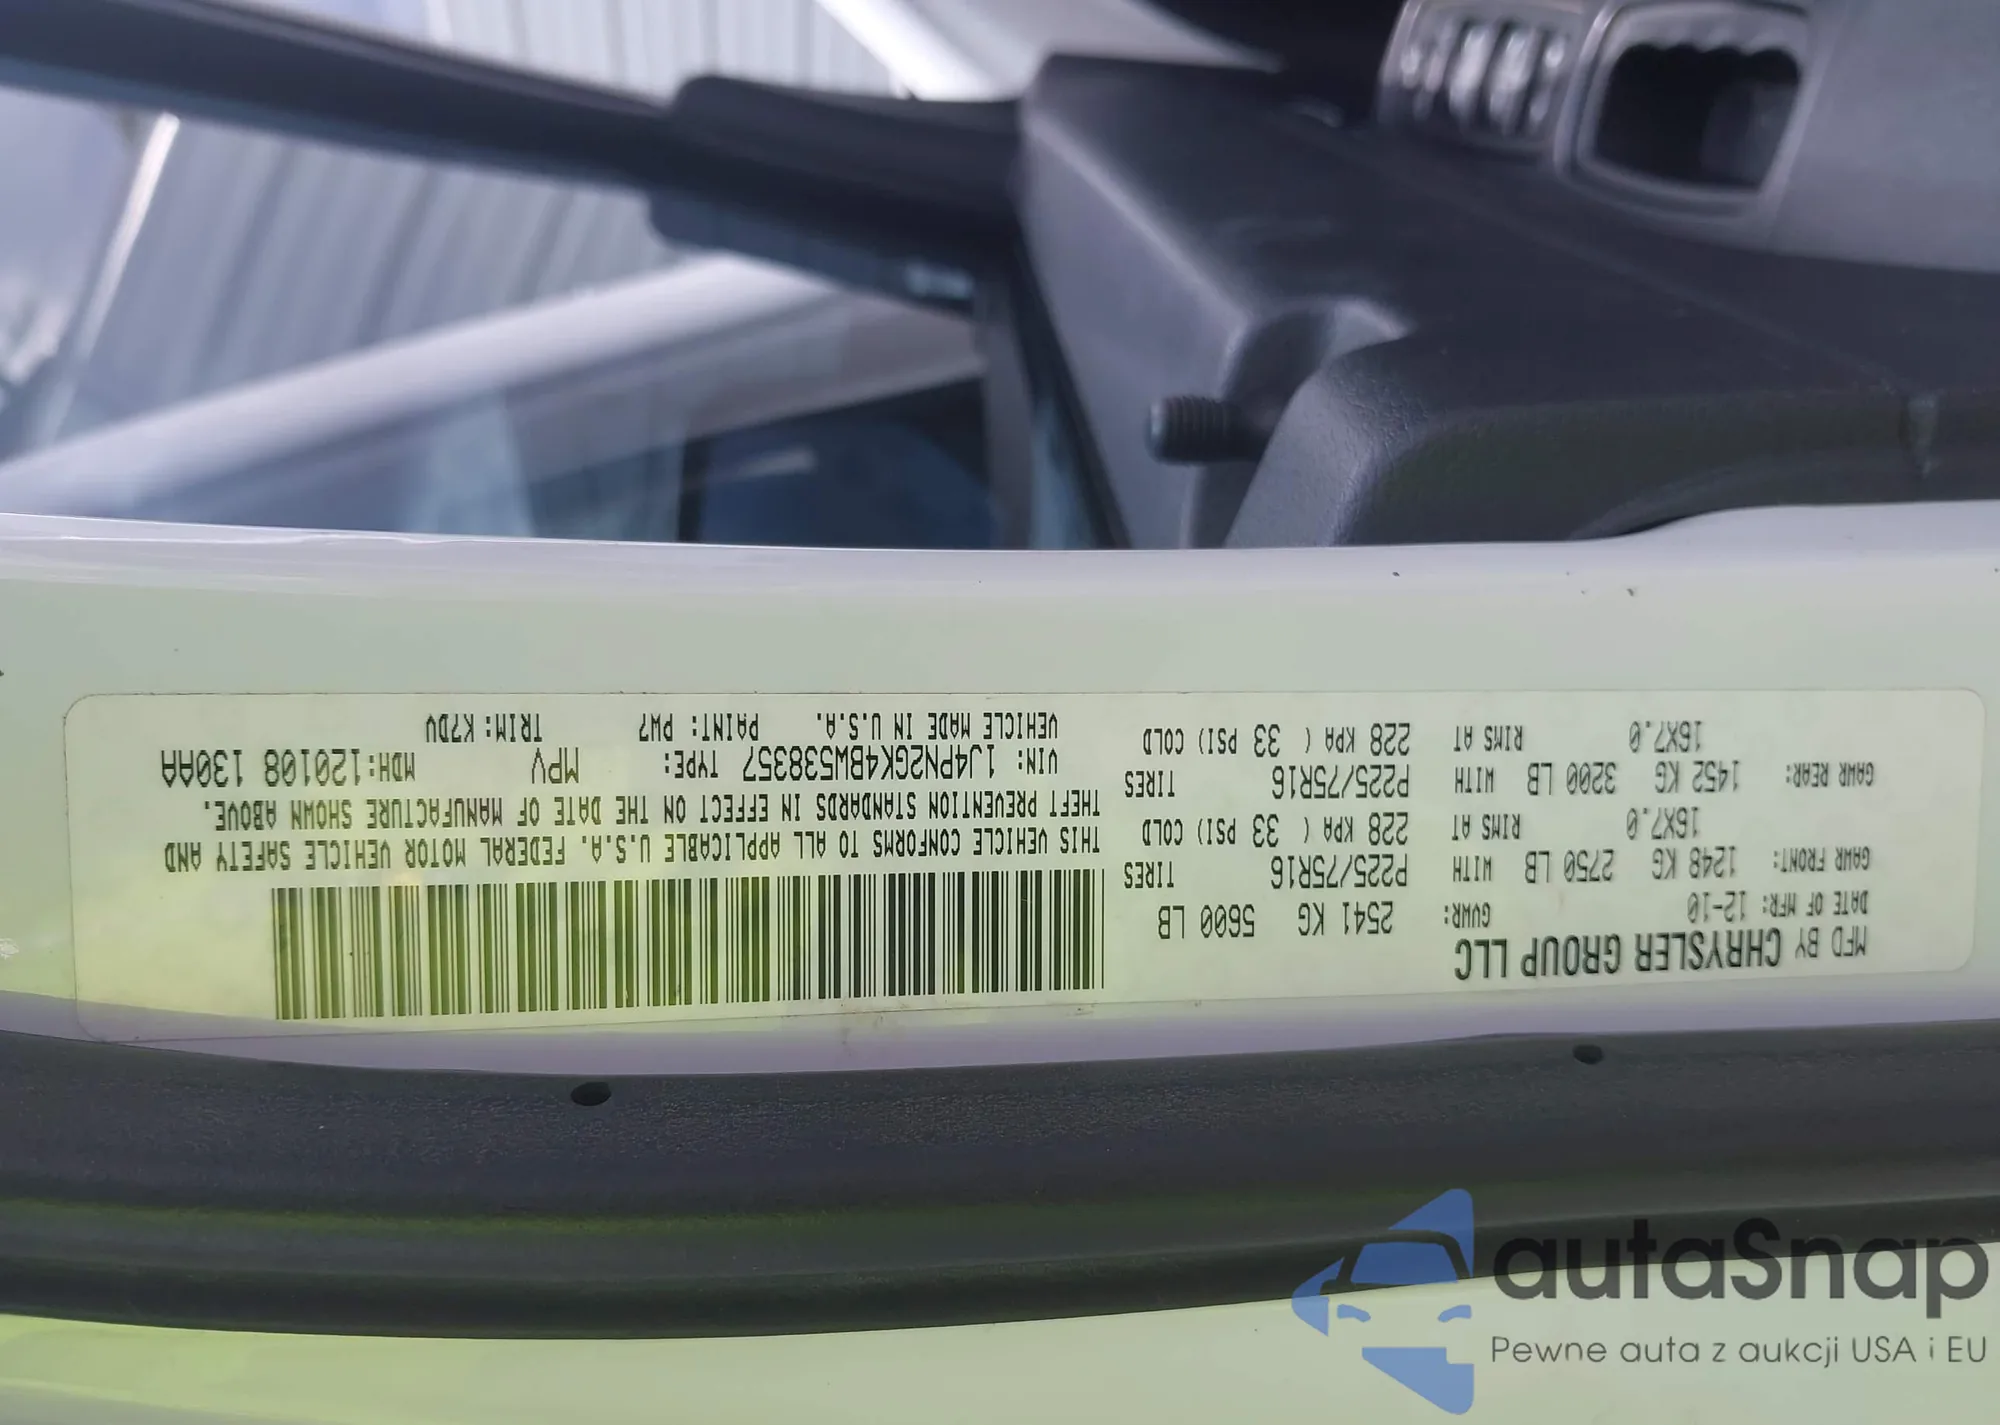 MFD BY CHRYSLER GROUP LLC
DATE OF MFR: 12-10 GVWR: 2541 KG 5600 LB
GAWR FRONT: 1248 KG 2750 LB WITH P225/75R16 TIRES
16X7.0 RIMS AT 228 KPA ( 33 PSI) COLD
GAWR REAR: 1452 KG 3200 LB WITH P225/75R16 TIRES
16X7.0 RIMS AT 228 KPA ( 33 PSI) COLD
THIS VEHICLE CONFORMS TO ALL APPLICABLE U.S.A. FEDERAL MOTOR VEHICLE SAFETY AND
THEFT PREVENTION STANDARDS IN EFFECT ON THE DATE OF MANUFACTURE SHOWN ABOVE.
VIN: 1J4PN2GK4BW538357 TYPE: MPV MDH:120108 130AA
VEHICLE MADE IN U.S.A. PAINT: PW7 TRIM:K7DV
autaSnap
Pewne auta z aukcji USA i EU